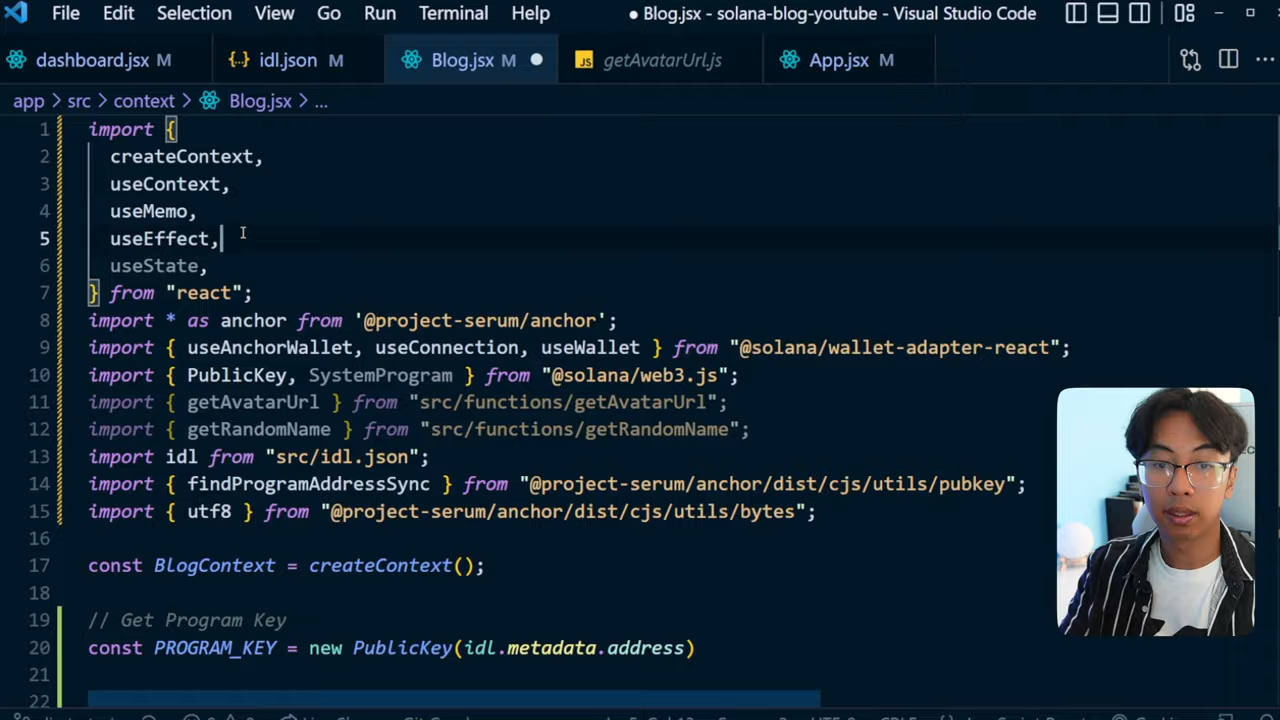 File Edit Selection View Go Run Terminal Help ● Blog.jsx - solana-blog-youtube - Visual Studio Code
dashboard.jsx M {} idl.json M Blog.jsx M ● JS getAvatarUrl.js App.jsx M
app > src > context > Blog.jsx > ...
1 import {
2 createContext,
3 useContext,
4 useMemo,
5 useEffect,
6 useState,
7 } from "react";
8 import * as anchor from '@project-serum/anchor';
9 import { useAnchorWallet, useConnection, useWallet } from "@solana/wallet-adapter-react";
10 import { PublicKey, SystemProgram } from "@solana/web3.js";
11 import { getAvatarUrl } from "src/functions/getAvatarUrl";
12 import { getRandomName } from "src/functions/getRandomName";
13 import idl from "src/idl.json";
14 import { findProgramAddressSync } from "@project-serum/anchor/dist/cjs/utils/pubkey";
15 import { utf8 } from "@project-serum/anchor/dist/cjs/utils/bytes";
16
17 const BlogContext = createContext();
18
19 // Get Program Key
20 const PROGRAM_KEY = new PublicKey(idl.metadata.address)
21
22